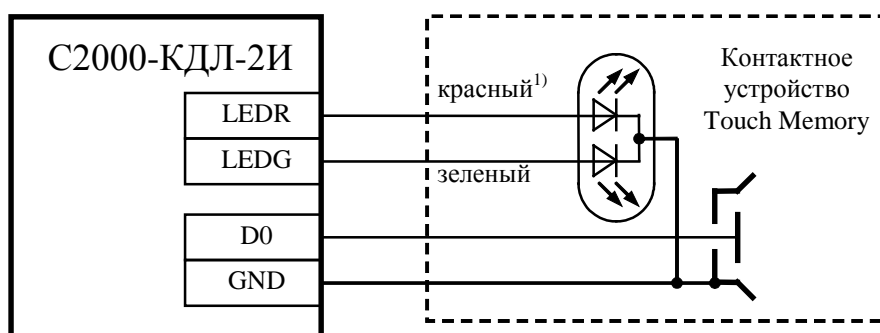 С2000-КДЛ-2И
LEDR
LEDG
D0
GND
красный1)
зеленый
Контактное
устройство
Touch Memory